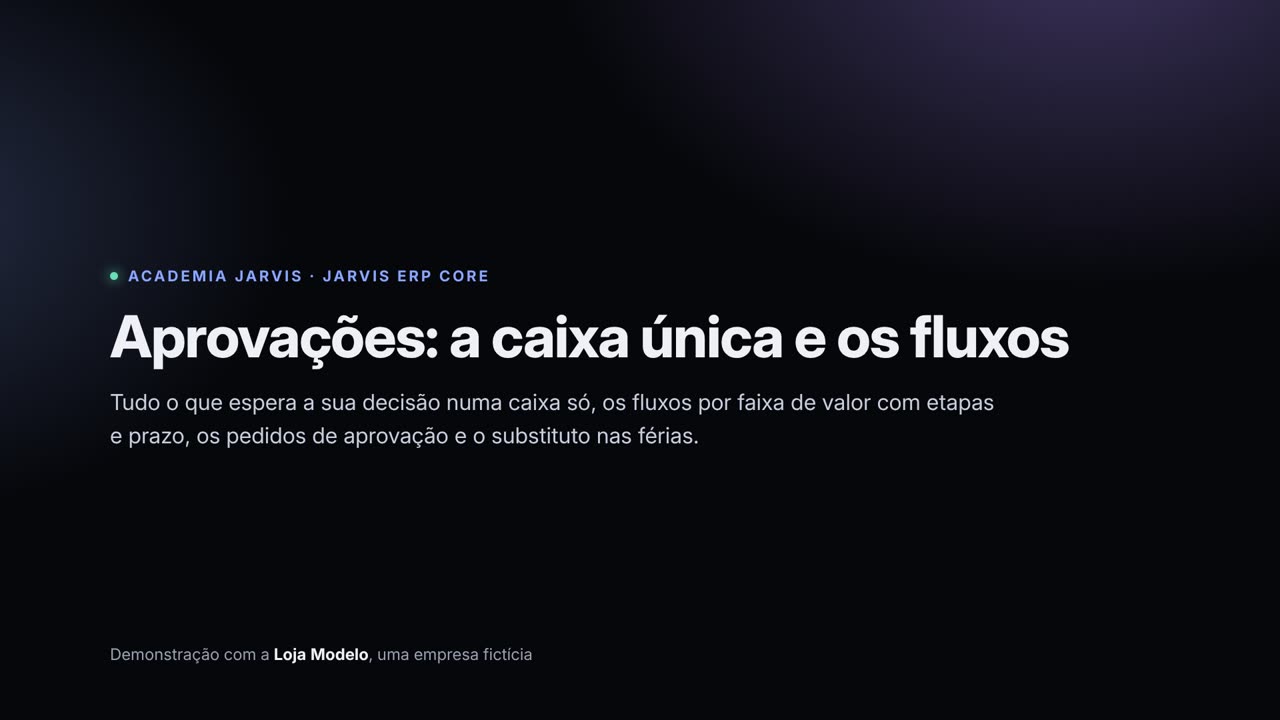 ACADEMIA JARVIS · JARVIS ERP CORE
Aprovações: a caixa única e os fluxos
Tudo o que espera a sua decisão numa caixa só, os fluxos por faixa de valor com etapas
e prazo, os pedidos de aprovação e o substituto nas férias.
Demonstração com a Loja Modelo, uma empresa fictícia